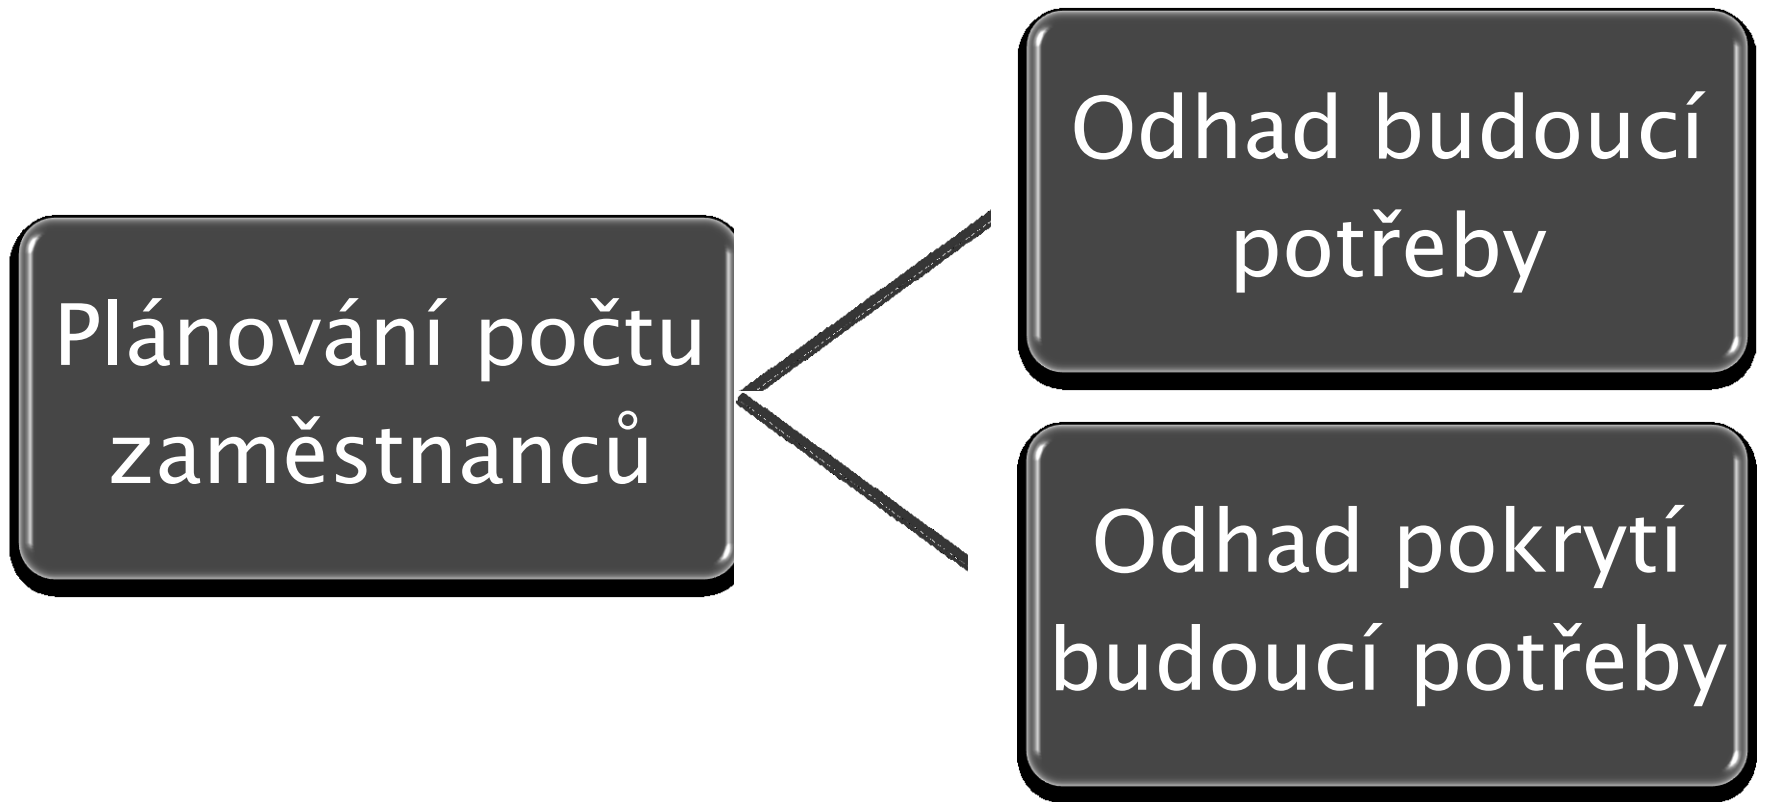 Plánování počtu
zaměstnanců
Odhad budoucí
potřeby
Odhad pokrytí
budoucí potřeby